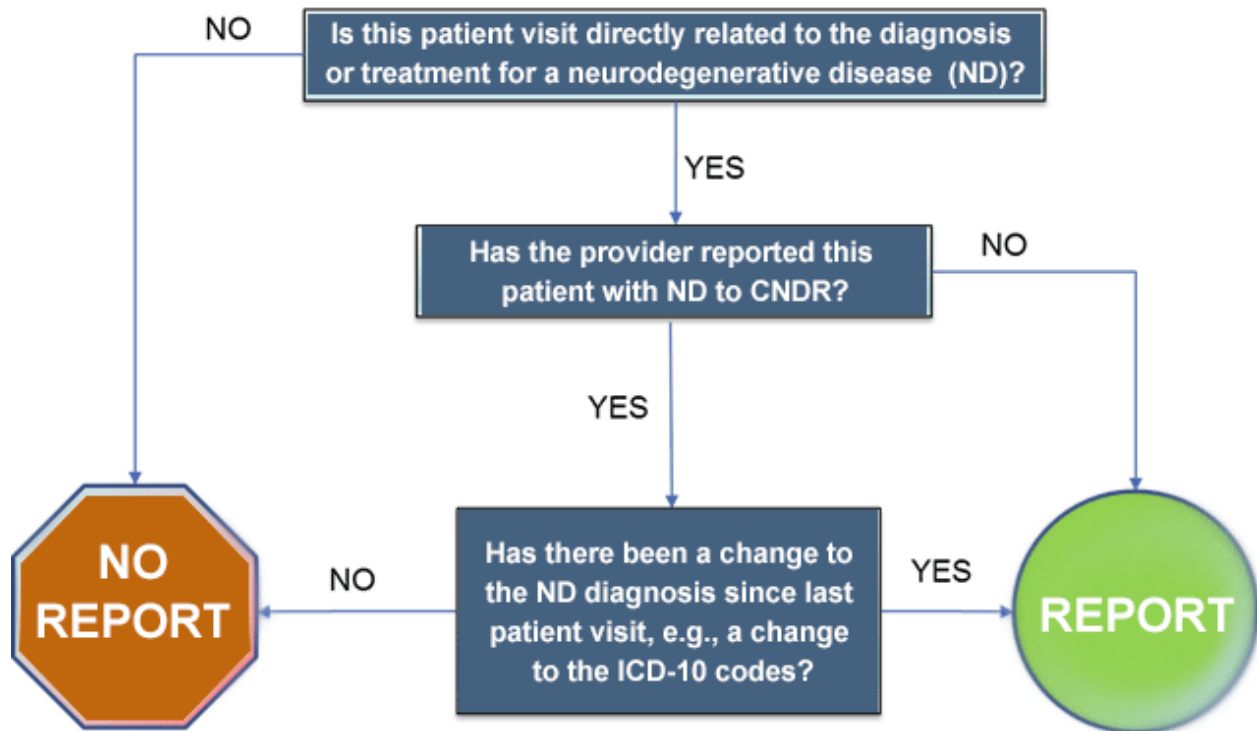 NO
Is this patient visit directly related to the diagnosis
or treatment for a neurodegenerative disease (ND)?
YES
Has the provider reported this
patient with ND to CNDR?
NO
YES
NO
REPORT
NO
Has there been a change to
the ND diagnosis since last
patient visit, e.g., a change
to the ICD-10 codes?
YES
REPORT